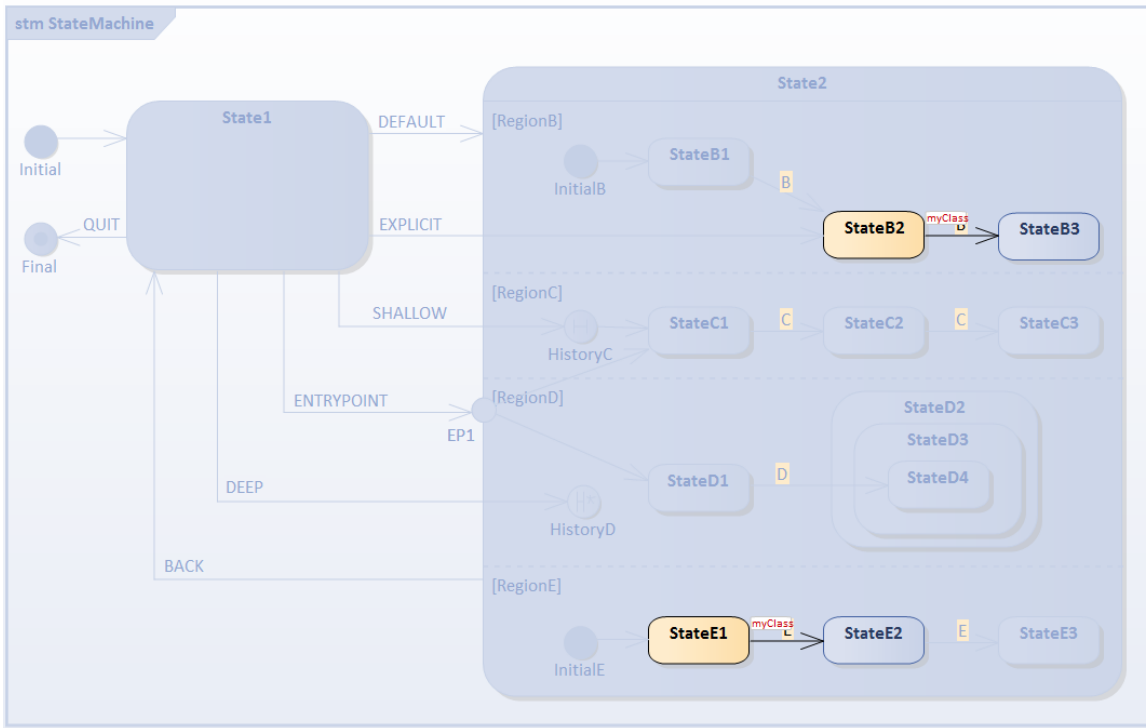 stm StateMachine
State2
State1
DEFAULT
[RegionB]
Initial
InitialB
StateB1
B
QUIT
EXPLICIT
StateB2
myClass
StateB3
Final
[RegionC]
SHALLOW
HistoryC
StateC1
C
StateC2
C
StateC3
ENTRYPOINT
[RegionD]
EP1
StateD2
StateD3
StateD1
D
StateD4
DEEP
HistoryD
BACK
[RegionE]
InitialE
StateE1
myClass
StateE2
E
StateE3